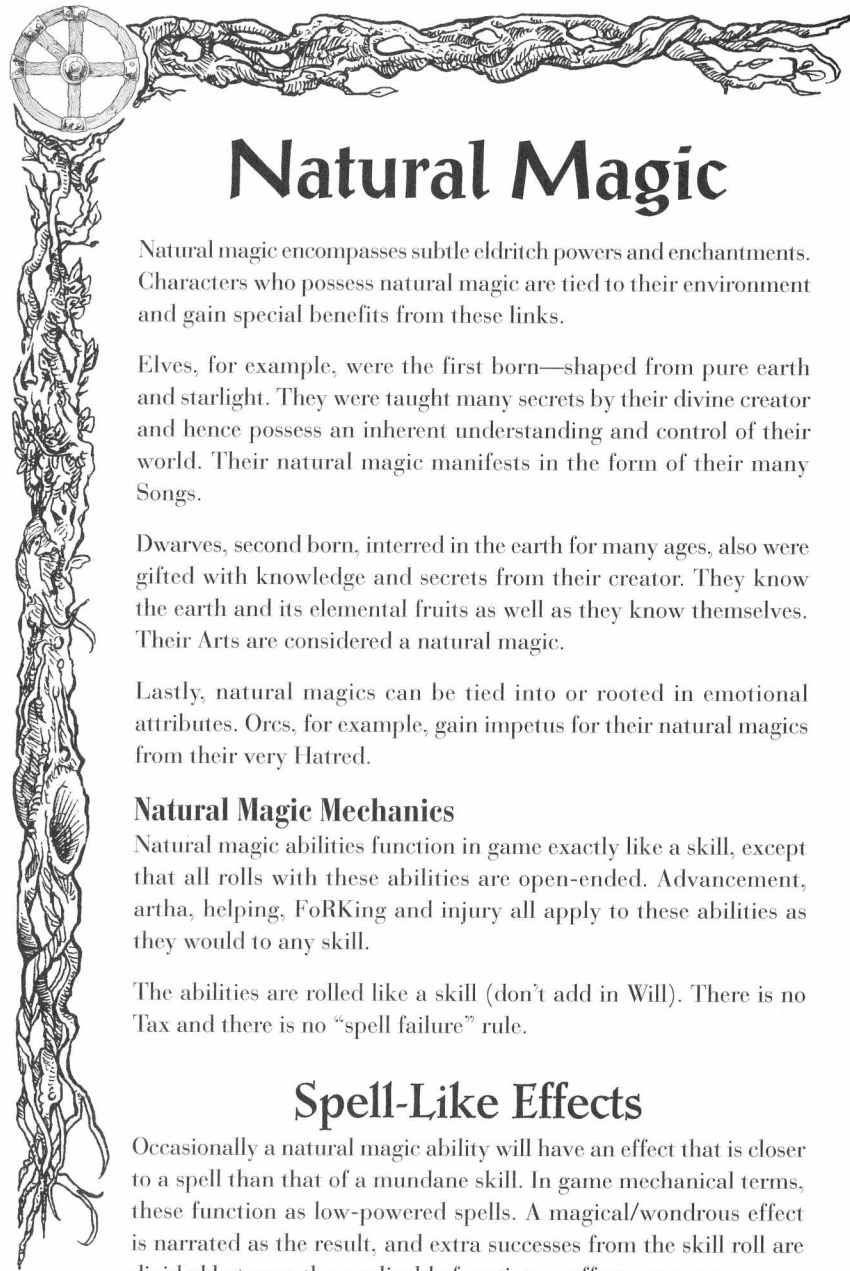 Natural Magic
Natural magic encompasses subtle eldritch powers and enchantments.
Characters who possess natural magic are tied to their environment
and gain special benefits from these links.
Elves, for example, were the first born—shaped from pure earth
and starlight. They were taught many secrets by their divine creator
and hence possess an inherent understanding and control of their
world. Their natural magic manifests in the form of their many
Songs.
Dwarves, second born, interred in the earth for many ages, also were
gifted with knowledge and secrets from their creator. They know
the earth and its elemental fruits as well as they know themselves.
Their Arts are considered a natural magic.
Lastly, natural magics can be tied into or rooted in emotional
attributes. Orcs, for example, gain impetus for their natural magics
from their very Hatred.
Natural Magic Mechanics
Natural magic abilities function in game exactly like a skill, except
that all rolls with these abilities are open-ended. Advancement,
artha, helping, FoRKing and injury all apply to these abilities as
they would to any skill.
The abilities are rolled like a skill (don't add in Will). There is no
Tax and there is no “spell failure” rule.
Spell-Like Effects
Occasionally a natural magic ability will have an effect that is closer
to a spell than that of a mundane skill. In game mechanical terms,
these function as low-powered spells. A magical/wondrous effect
is narrated as the result, and extra successes from the skill roll are